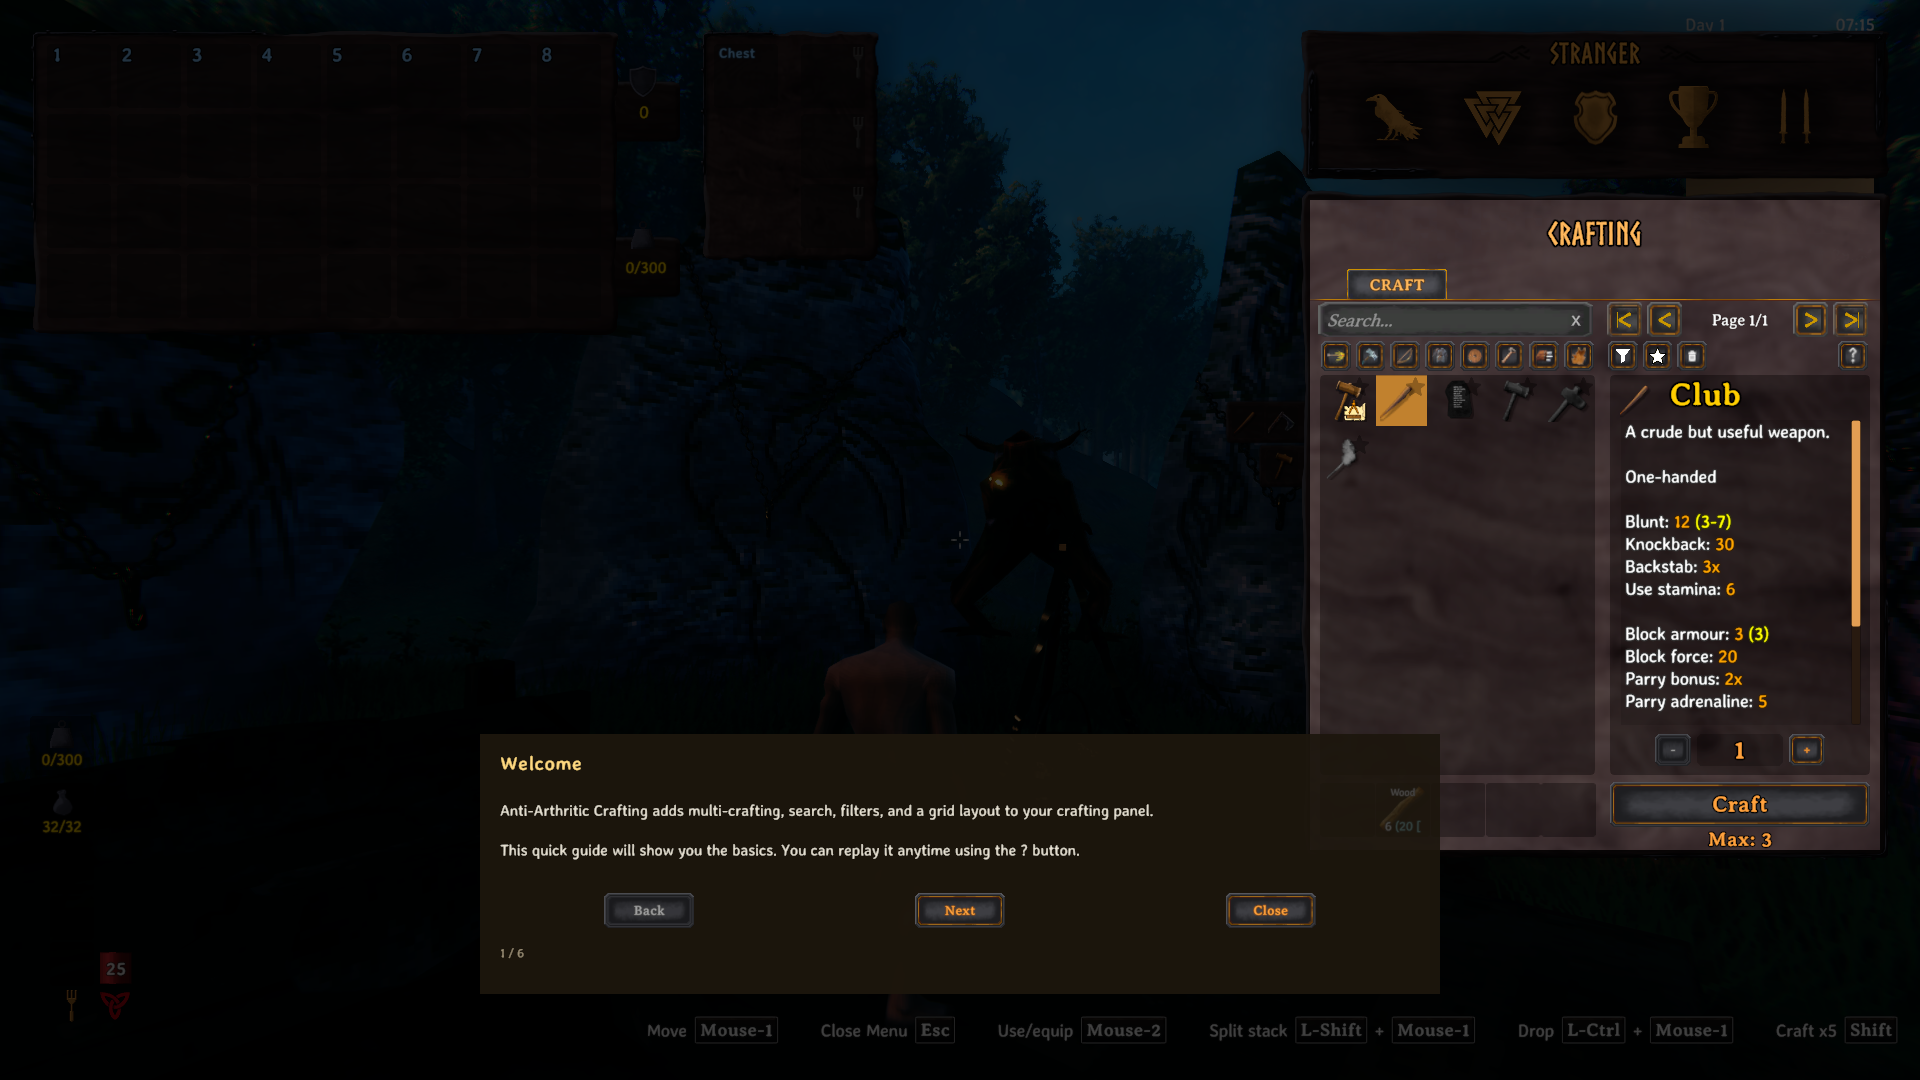 Day 1 07:15
1 2 3 4 5 6 7 8
0
0/300
Chest
STRANGER
CRAFTING
CRAFT
Search...
x
Page 1/1
?
Club
A crude but useful weapon.
One-handed
Blunt: 12 (3-7)
Knockback: 30
Backstab: 3x
Use stamina: 6
Block armour: 3 (3)
Block force: 20
Parry bonus: 2x
Parry adrenaline: 5
- 1 +
Wood
6 (20 [
Craft
Max: 3
0/300
32/32
25
Welcome
Anti-Arthritic Crafting adds multi-crafting, search, filters, and a grid layout to your crafting panel.
This quick guide will show you the basics. You can replay it anytime using the ? button.
Back Next Close
1 / 6
Move Mouse-1 Close Menu Esc Use/equip Mouse-2 Split stack L-Shift + Mouse-1 Drop L-Ctrl + Mouse-1 Craft x5 Shift